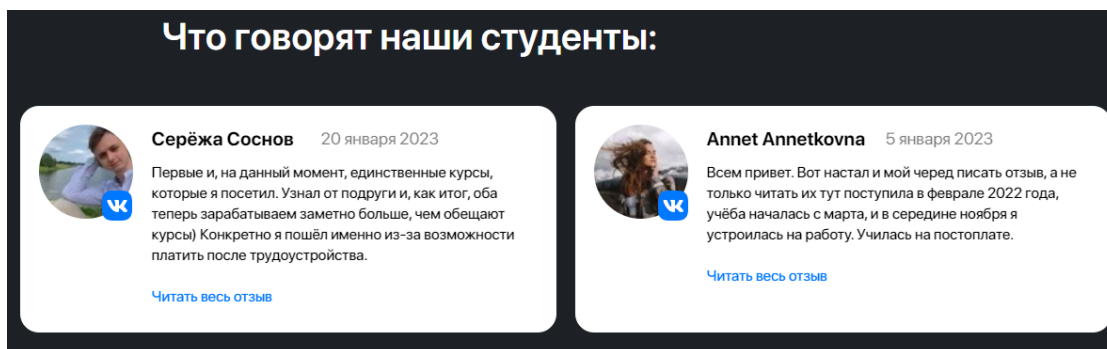 Что говорят наши студенты:
Серёжа Соснов 20 января 2023
Первые и, на данный момент, единственные курсы,
которые я посетил. Узнал от подруги и, как итог, оба
теперь зарабатываем заметно больше, чем обещают
курсы) Конкретно я пошёл именно из-за возможности
платить после трудоустройства.
Читать весь отзыв
Annet Annetkovna 5 января 2023
Всем привет. Вот настал и мой черед писать отзыв, а не
только читать их тут поступила в феврале 2022 года,
учёба началась с марта, и в середине ноября я
устроилась на работу. Училась на постоплате.
Читать весь отзыв